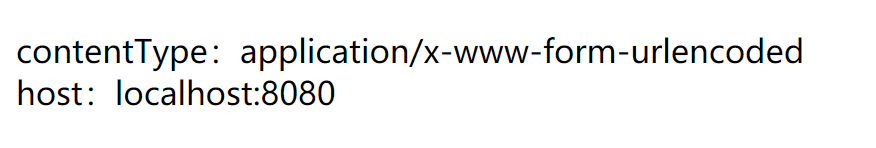 contentType：application/x-www-form-urlencoded
host：localhost:8080